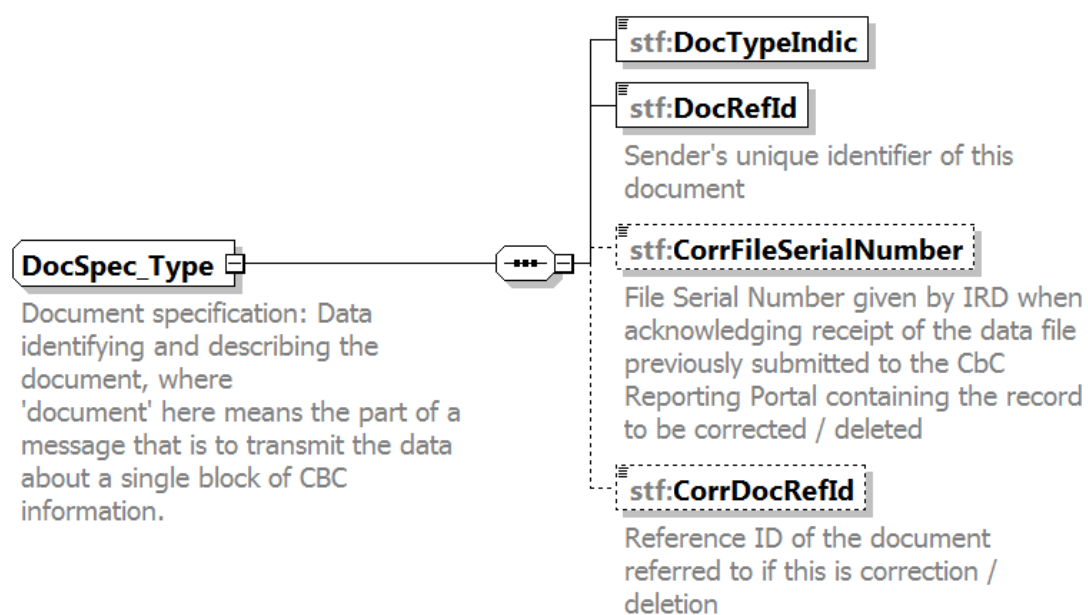 DocSpec_Type
Document specification: Data
identifying and describing the
document, where
'document' here means the part of a
message that is to transmit the data
about a single block of CBC
information.
stf:DocTypeIndic
stf:DocRefId
Sender's unique identifier of this
document
stf:CorrFileSerialNumber
File Serial Number given by IRD when
acknowledging receipt of the data file
previously submitted to the CbC
Reporting Portal containing the record
to be corrected / deleted
stf:CorrDocRefId
Reference ID of the document
referred to if this is correction /
deletion